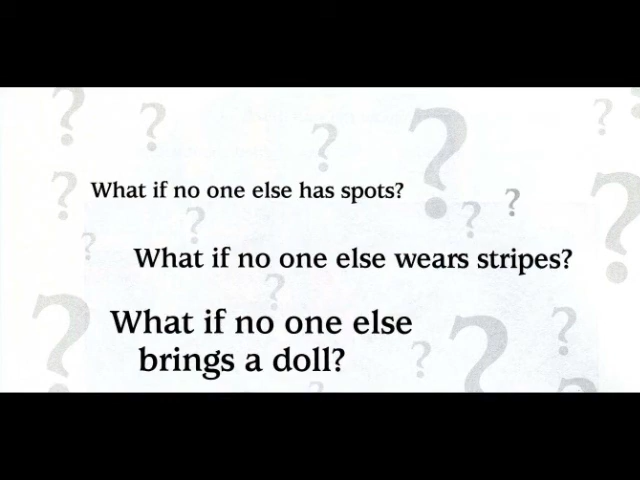 What if no one else has spots?
What if no one else wears stripes?
What if no one else
brings a doll?